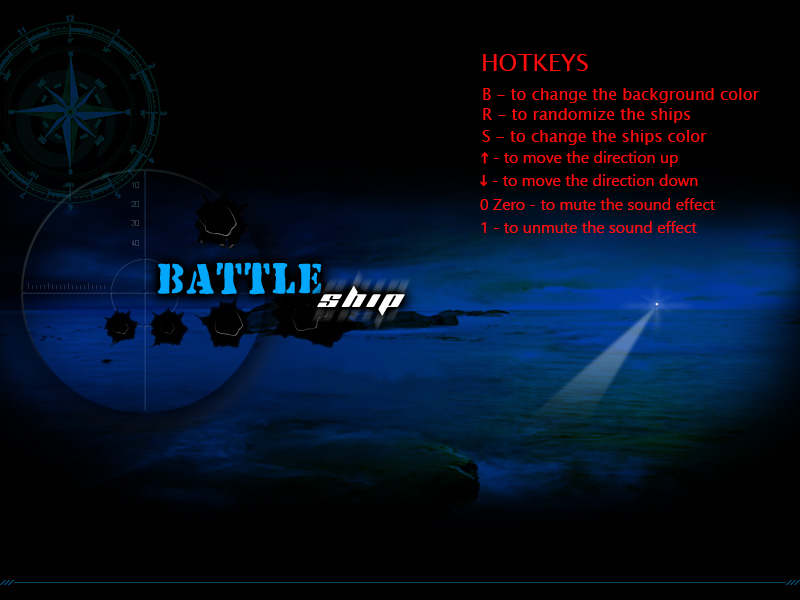 12
HOTKEYS
B - to change the background color
R - to randomize the ships
S - to change the ships color
↑ - to move the direction up
↓ - to move the direction down
0 Zero - to mute the sound effect
1 - to unmute the sound effect
10
20
30
40
BATTLE
ship